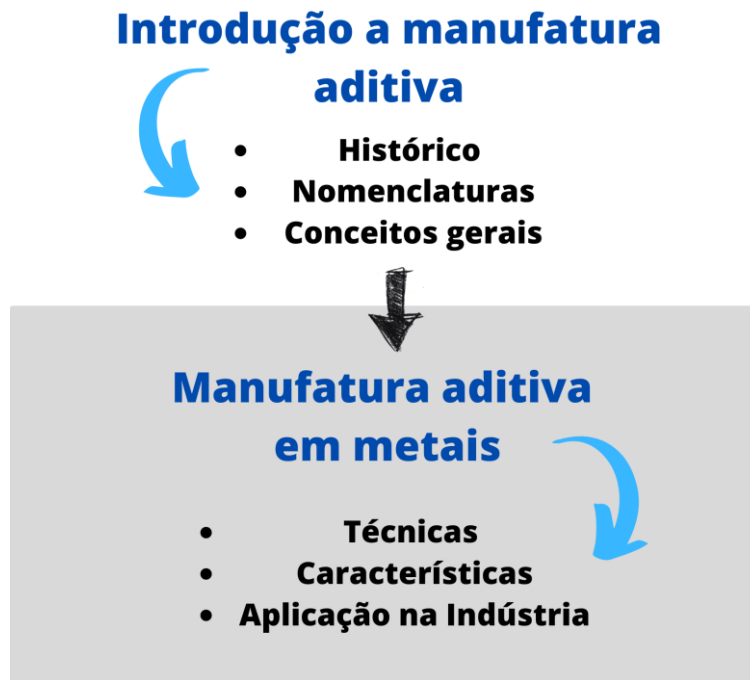 Introdução a manufatura
aditiva
• Histórico
• Nomenclaturas
• Conceitos gerais
Manufatura aditiva
em metais
• Técnicas
• Características
• Aplicação na Indústria